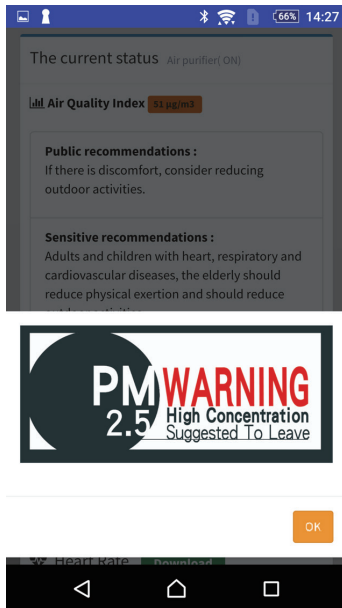 66% 14:27
The current status Air purifier( ON)
Air Quality Index 51 µg/m3
Public recommendations :
If there is discomfort, consider reducing
outdoor activities.
Sensitive recommendations :
Adults and children with heart, respiratory and
cardiovascular diseases, the elderly should
reduce physical exertion and should reduce
outdoor activities.
PM WARNING
2.5 High Concentration
Suggested To Leave
OK
Heart Rate Download